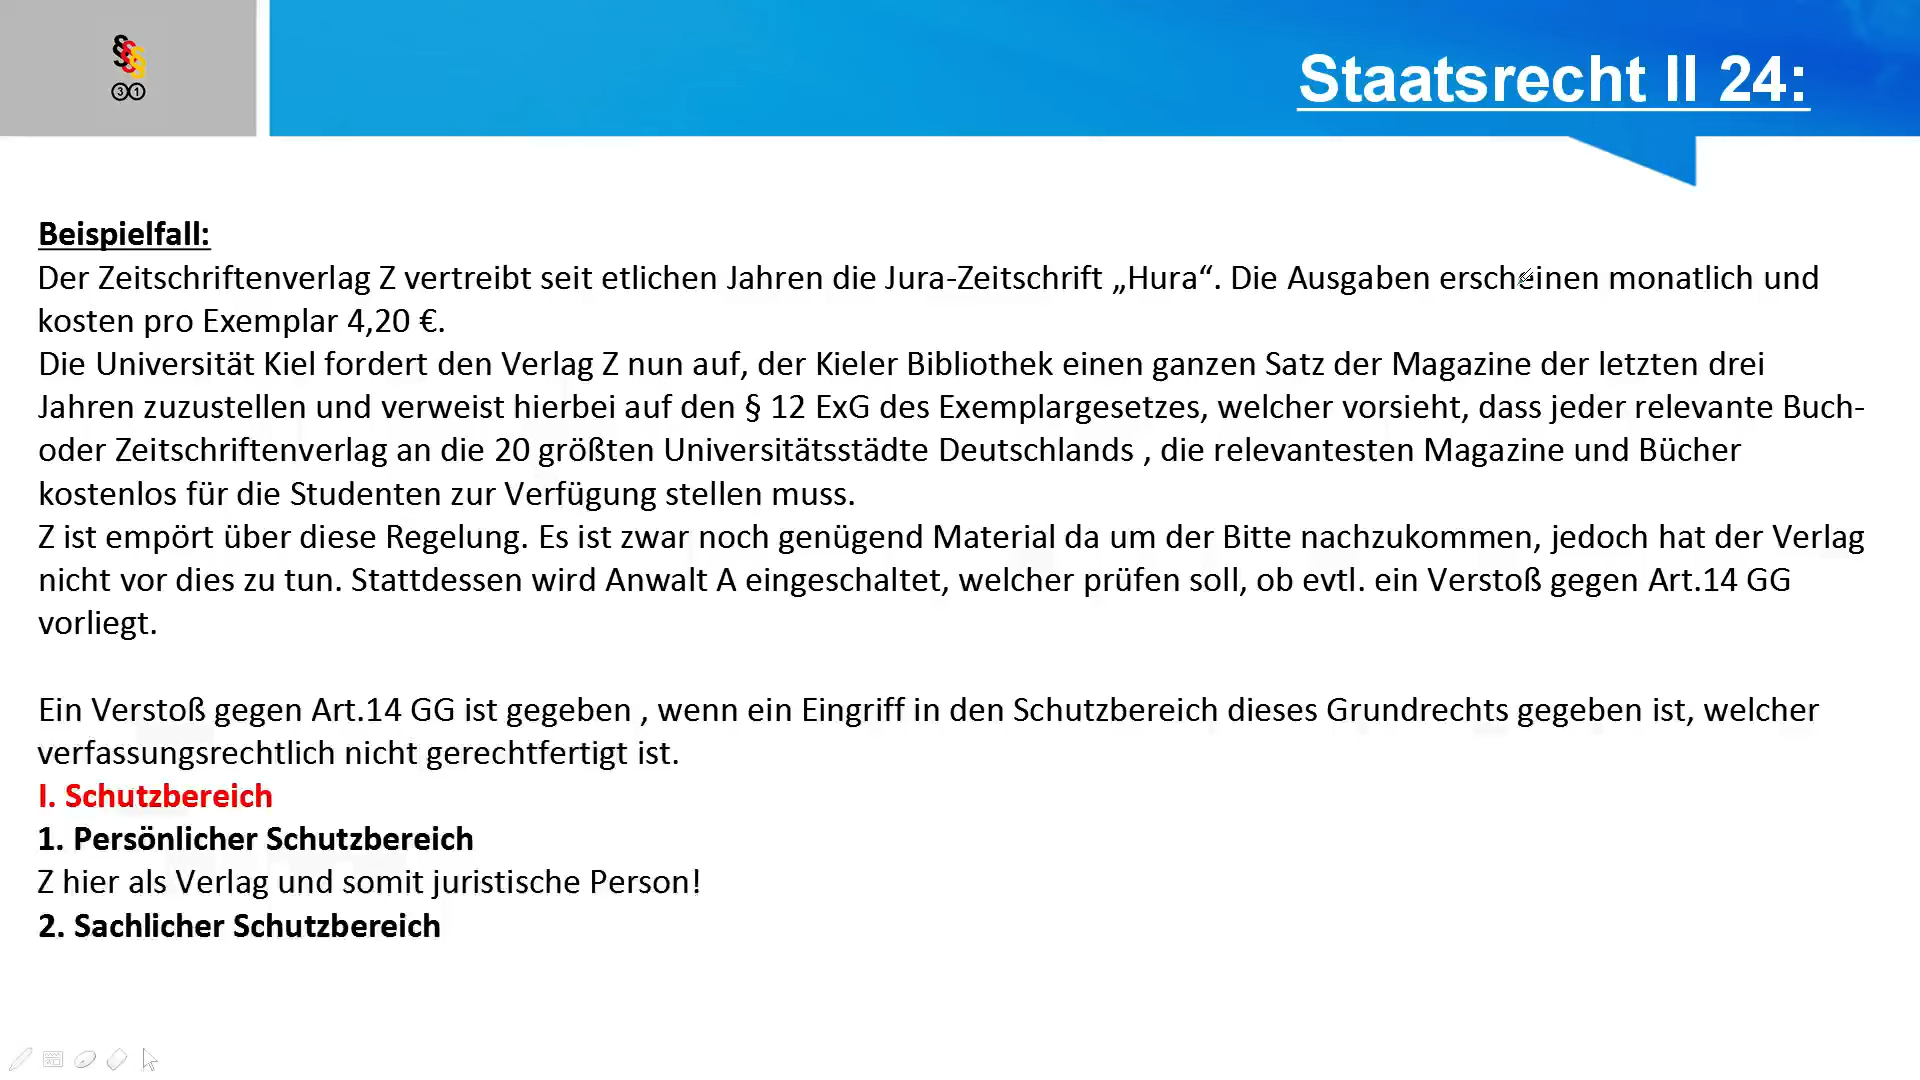 31
Staatsrecht II 24:
Beispielfall:
Der Zeitschriftenverlag Z vertreibt seit etlichen Jahren die Jura-Zeitschrift „Hura“. Die Ausgaben erscheinen monatlich und
kosten pro Exemplar 4,20 €.
Die Universität Kiel fordert den Verlag Z nun auf, der Kieler Bibliothek einen ganzen Satz der Magazine der letzten drei
Jahren zuzustellen und verweist hierbei auf den § 12 ExG des Exemplargesetzes, welcher vorsieht, dass jeder relevante Buch-
oder Zeitschriftenverlag an die 20 größten Universitätsstädte Deutschlands , die relevantesten Magazine und Bücher
kostenlos für die Studenten zur Verfügung stellen muss.
Z ist empört über diese Regelung. Es ist zwar noch genügend Material da um der Bitte nachzukommen, jedoch hat der Verlag
nicht vor dies zu tun. Stattdessen wird Anwalt A eingeschaltet, welcher prüfen soll, ob evtl. ein Verstoß gegen Art.14 GG
vorliegt.
Ein Verstoß gegen Art.14 GG ist gegeben , wenn ein Eingriff in den Schutzbereich dieses Grundrechts gegeben ist, welcher
verfassungsrechtlich nicht gerechtfertigt ist.
I. Schutzbereich
1. Persönlicher Schutzbereich
Z hier als Verlag und somit juristische Person!
2. Sachlicher Schutzbereich